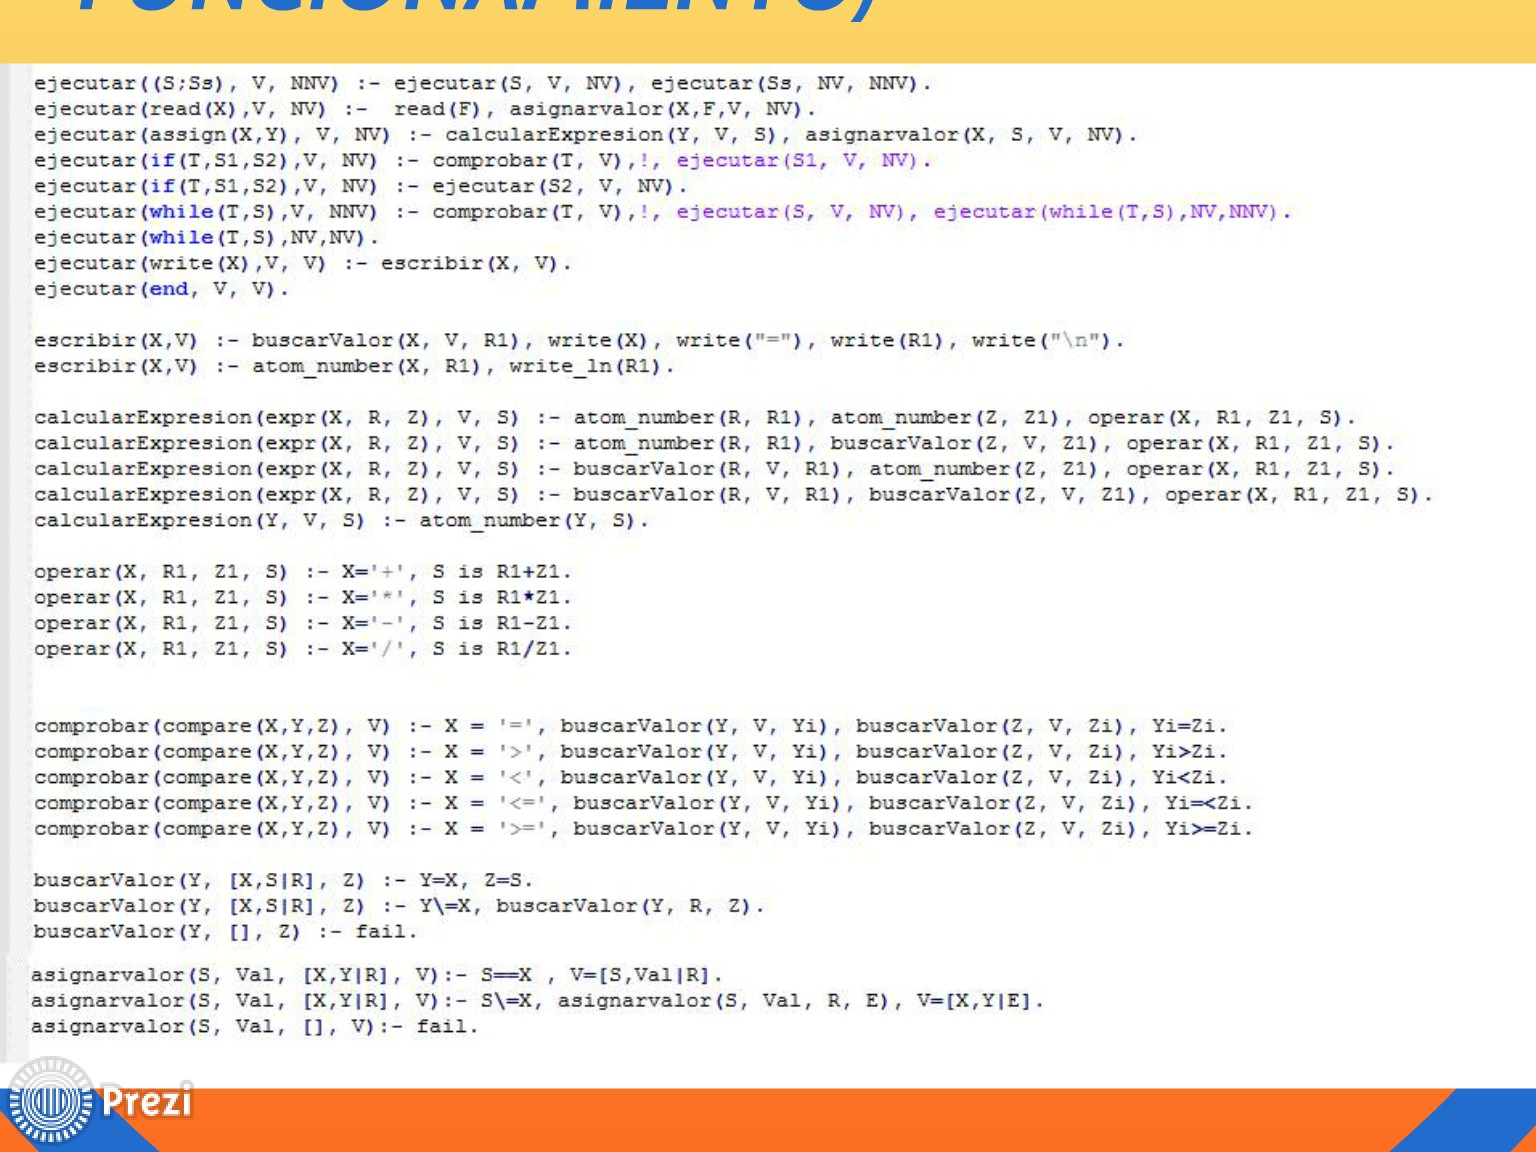 FUNCIONAMIENTO)
ejecutar((S;Ss), V, NNV) :- ejecutar(S, V, NV), ejecutar(Ss, NV, NNV).
ejecutar(read(X),V, NV) :-  read(F), asignarvalor(X,F,V, NV).
ejecutar(assign(X,Y), V, NV) :- calcularExpresion(Y, V, S), asignarvalor(X, S, V, NV).
ejecutar(if(T,S1,S2),V, NV) :- comprobar(T, V),!, ejecutar(S1, V, NV).
ejecutar(if(T,S1,S2),V, NV) :- ejecutar(S2, V, NV).
ejecutar(while(T,S),V, NNV) :- comprobar(T, V),!, ejecutar(S, V, NV), ejecutar(while(T,S),NV,NNV).
ejecutar(while(T,S),NV,NV).
ejecutar(write(X),V, V) :- escribir(X, V).
ejecutar(end, V, V).
escribir(X,V) :- buscarValor(X, V, R1), write(X), write("="), write(R1), write("\n").
escribir(X,V) :- atom_number(X, R1), write_ln(R1).
calcularExpresion(expr(X, R, Z), V, S) :- atom_number(R, R1), atom_number(Z, Z1), operar(X, R1, Z1, S).
calcularExpresion(expr(X, R, Z), V, S) :- atom_number(R, R1), buscarValor(Z, V, Z1), operar(X, R1, Z1, S).
calcularExpresion(expr(X, R, Z), V, S) :- buscarValor(R, V, R1), atom_number(Z, Z1), operar(X, R1, Z1, S).
calcularExpresion(expr(X, R, Z), V, S) :- buscarValor(R, V, R1), buscarValor(Z, V, Z1), operar(X, R1, Z1, S).
calcularExpresion(Y, V, S) :- atom_number(Y, S).
operar(X, R1, Z1, S) :- X='+', S is R1+Z1.
operar(X, R1, Z1, S) :- X='*', S is R1*Z1.
operar(X, R1, Z1, S) :- X='-', S is R1-Z1.
operar(X, R1, Z1, S) :- X='/', S is R1/Z1.
comprobar(compare(X,Y,Z), V) :- X = '=', buscarValor(Y, V, Yi), buscarValor(Z, V, Zi), Yi=Zi.
comprobar(compare(X,Y,Z), V) :- X = '>', buscarValor(Y, V, Yi), buscarValor(Z, V, Zi), Yi>Zi.
comprobar(compare(X,Y,Z), V) :- X = '<', buscarValor(Y, V, Yi), buscarValor(Z, V, Zi), Yi<Zi.
comprobar(compare(X,Y,Z), V) :- X = '<=', buscarValor(Y, V, Yi), buscarValor(Z, V, Zi), Yi=<Zi.
comprobar(compare(X,Y,Z), V) :- X = '>=', buscarValor(Y, V, Yi), buscarValor(Z, V, Zi), Yi>=Zi.
buscarValor(Y, [X,S|R], Z) :- Y=X, Z=S.
buscarValor(Y, [X,S|R], Z) :- Y\=X, buscarValor(Y, R, Z).
buscarValor(Y, [], Z) :- fail.
asignarvalor(S, Val, [X,Y|R], V):- S==X , V=[S,Val|R].
asignarvalor(S, Val, [X,Y|R], V):- S\=X, asignarvalor(S, Val, R, E), V=[X,Y|E].
asignarvalor(S, Val, [], V):- fail.
Prezi